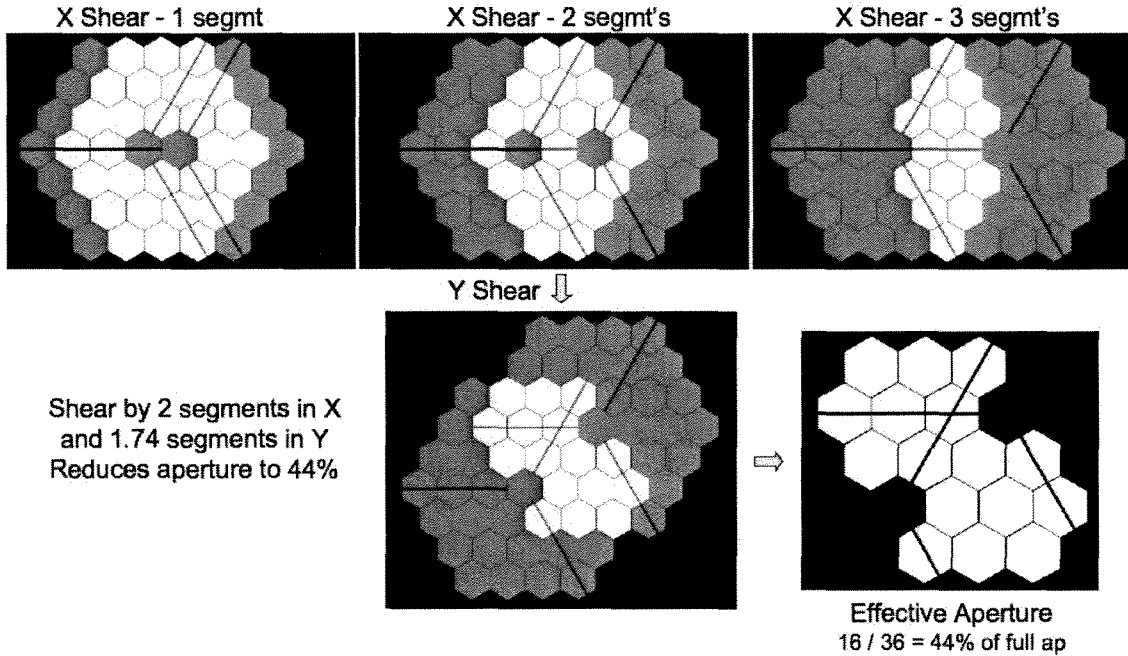 X Shear - 1 segmt
X Shear - 2 segmt's
X Shear - 3 segmt's
Y Shear
Shear by 2 segments in X
and 1.74 segments in Y
Reduces aperture to 44%
Effective Aperture
16 / 36 = 44% of full ap